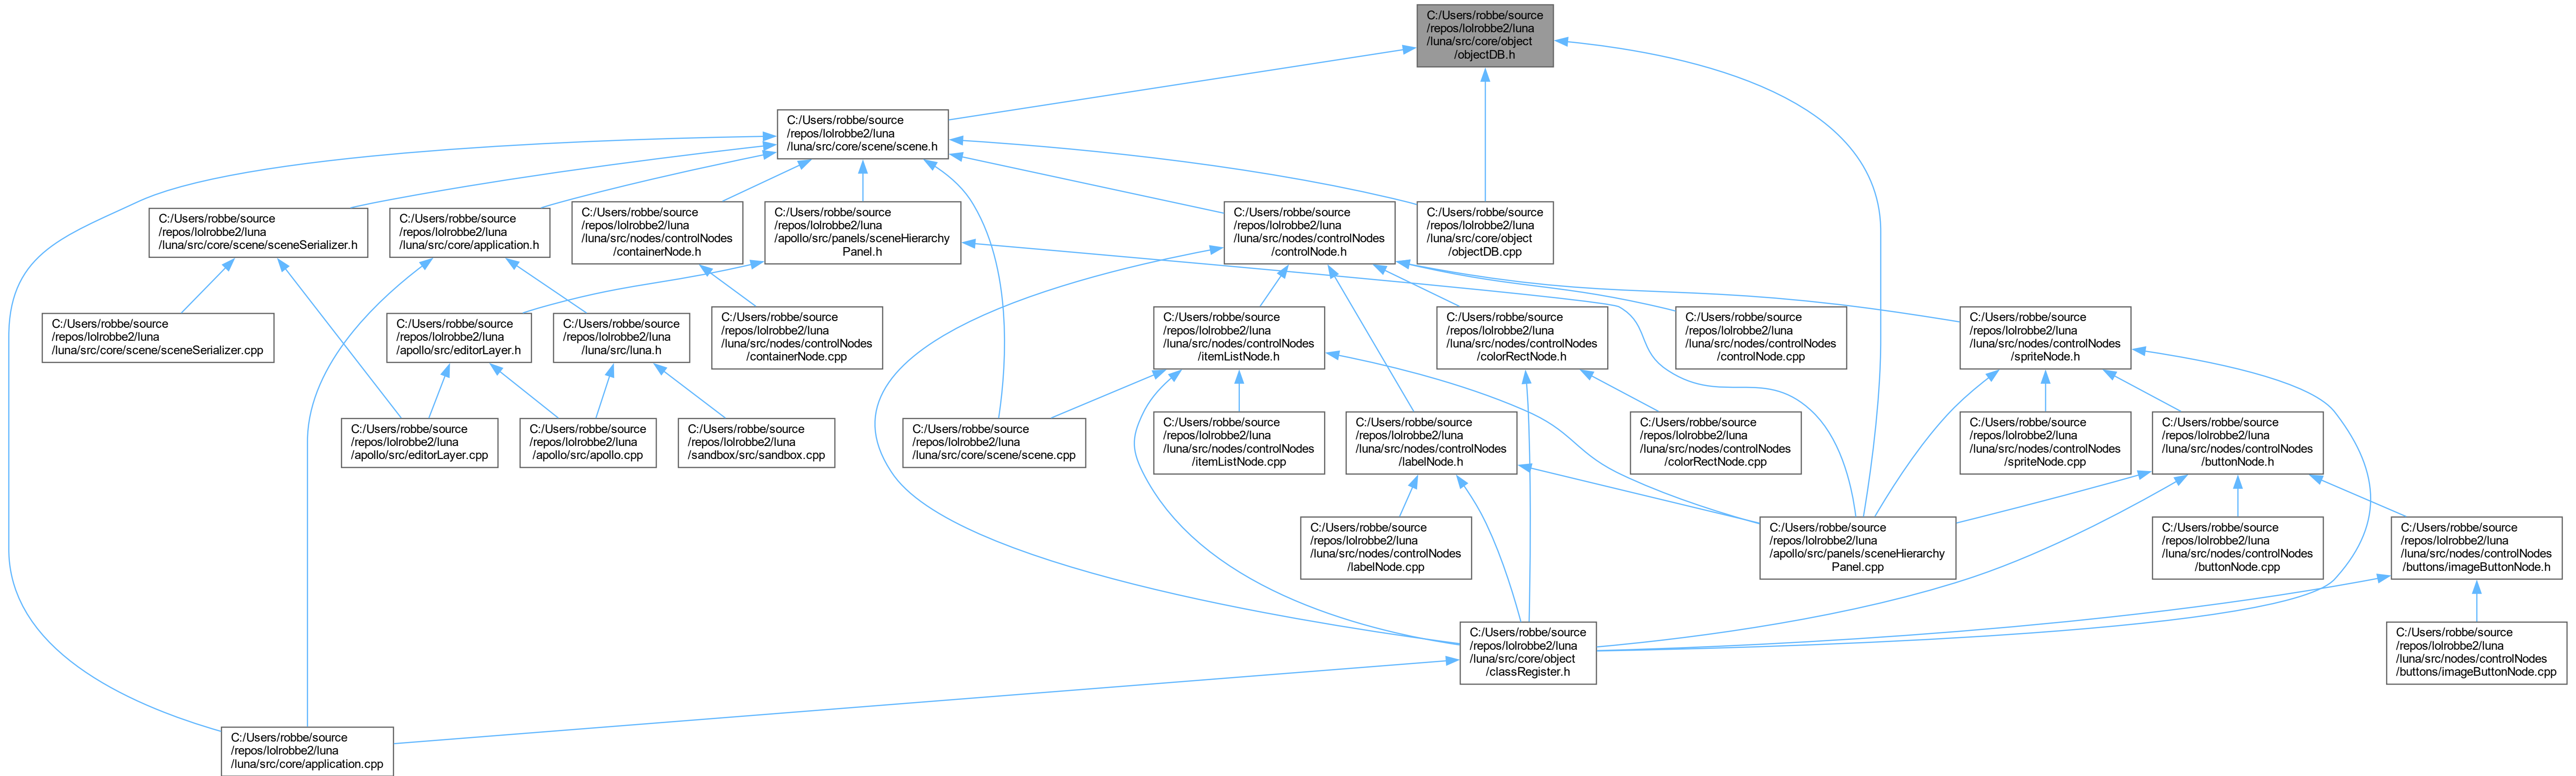 C:/Users/robbe/source
/repos/lolrobbe2/luna
/luna/src/core/object
/objectDB.h
C:/Users/robbe/source
/repos/lolrobbe2/luna
/luna/src/core/scene/scene.h
C:/Users/robbe/source
/repos/lolrobbe2/luna
/luna/src/core/scene/sceneSerializer.h
C:/Users/robbe/source
/repos/lolrobbe2/luna
/luna/src/core/application.h
C:/Users/robbe/source
/repos/lolrobbe2/luna
/luna/src/nodes/controlNodes
/containerNode.h
C:/Users/robbe/source
/repos/lolrobbe2/luna
/apollo/src/panels/sceneHierarchy
Panel.h
C:/Users/robbe/source
/repos/lolrobbe2/luna
/luna/src/nodes/controlNodes
/controlNode.h
C:/Users/robbe/source
/repos/lolrobbe2/luna
/luna/src/core/object
/objectDB.cpp
C:/Users/robbe/source
/repos/lolrobbe2/luna
/luna/src/core/scene/sceneSerializer.cpp
C:/Users/robbe/source
/repos/lolrobbe2/luna
/apollo/src/editorLayer.h
C:/Users/robbe/source
/repos/lolrobbe2/luna
/luna/src/luna.h
C:/Users/robbe/source
/repos/lolrobbe2/luna
/luna/src/nodes/controlNodes
/containerNode.cpp
C:/Users/robbe/source
/repos/lolrobbe2/luna
/luna/src/nodes/controlNodes
/itemListNode.h
C:/Users/robbe/source
/repos/lolrobbe2/luna
/luna/src/nodes/controlNodes
/colorRectNode.h
C:/Users/robbe/source
/repos/lolrobbe2/luna
/luna/src/nodes/controlNodes
/controlNode.cpp
C:/Users/robbe/source
/repos/lolrobbe2/luna
/luna/src/nodes/controlNodes
/spriteNode.h
C:/Users/robbe/source
/repos/lolrobbe2/luna
/apollo/src/editorLayer.cpp
C:/Users/robbe/source
/repos/lolrobbe2/luna
/apollo/src/apollo.cpp
C:/Users/robbe/source
/repos/lolrobbe2/luna
/sandbox/src/sandbox.cpp
C:/Users/robbe/source
/repos/lolrobbe2/luna
/luna/src/core/scene/scene.cpp
C:/Users/robbe/source
/repos/lolrobbe2/luna
/luna/src/nodes/controlNodes
/itemListNode.cpp
C:/Users/robbe/source
/repos/lolrobbe2/luna
/luna/src/nodes/controlNodes
/labelNode.h
C:/Users/robbe/source
/repos/lolrobbe2/luna
/luna/src/nodes/controlNodes
/colorRectNode.cpp
C:/Users/robbe/source
/repos/lolrobbe2/luna
/luna/src/nodes/controlNodes
/spriteNode.cpp
C:/Users/robbe/source
/repos/lolrobbe2/luna
/luna/src/nodes/controlNodes
/buttonNode.h
C:/Users/robbe/source
/repos/lolrobbe2/luna
/luna/src/nodes/controlNodes
/labelNode.cpp
C:/Users/robbe/source
/repos/lolrobbe2/luna
/apollo/src/panels/sceneHierarchy
Panel.cpp
C:/Users/robbe/source
/repos/lolrobbe2/luna
/luna/src/nodes/controlNodes
/buttonNode.cpp
C:/Users/robbe/source
/repos/lolrobbe2/luna
/luna/src/nodes/controlNodes
/buttons/imageButtonNode.h
C:/Users/robbe/source
/repos/lolrobbe2/luna
/luna/src/core/object
/classRegister.h
C:/Users/robbe/source
/repos/lolrobbe2/luna
/luna/src/nodes/controlNodes
/buttons/imageButtonNode.cpp
C:/Users/robbe/source
/repos/lolrobbe2/luna
/luna/src/core/application.cpp